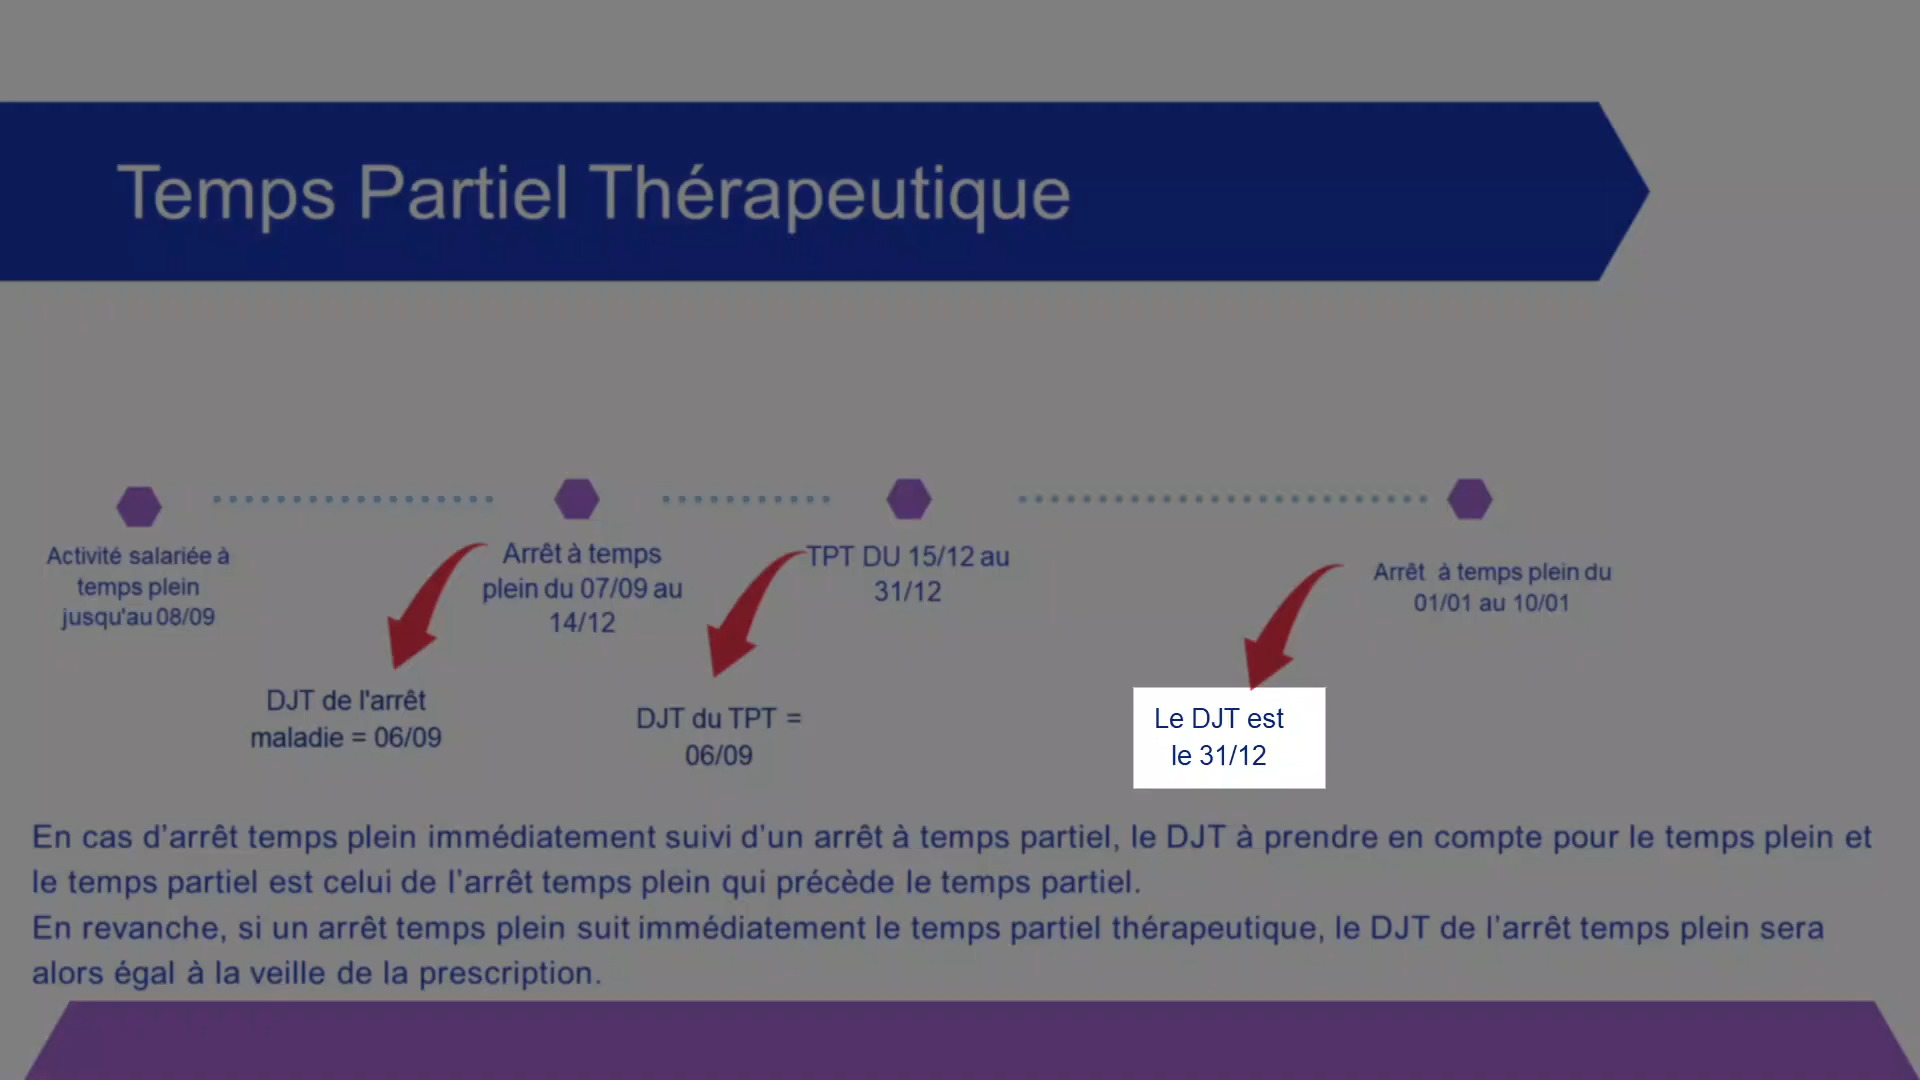 Temps Partiel Thérapeutique
Activité salariée à
temps plein
jusqu'au 08/09
Arrêt à temps
plein du 07/09 au
14/12
TPT DU 15/12 au
31/12
Arrêt à temps plein du
01/01 au 10/01
DJT de l'arrêt
maladie = 06/09
DJT du TPT =
06/09
Le DJT est
le 31/12
En cas d’arrêt temps plein immédiatement suivi d’un arrêt à temps partiel, le DJT à prendre en compte pour le temps plein et
le temps partiel est celui de l’arrêt temps plein qui précède le temps partiel.
En revanche, si un arrêt temps plein suit immédiatement le temps partiel thérapeutique, le DJT de l’arrêt temps plein sera
alors égal à la veille de la prescription.